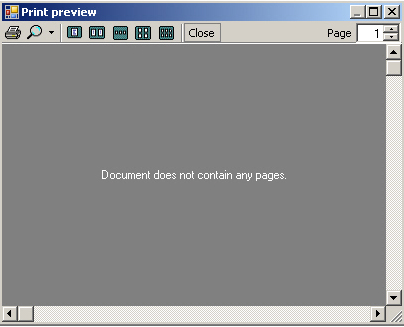 Print preview
Close
Page 1
Document does not contain any pages.